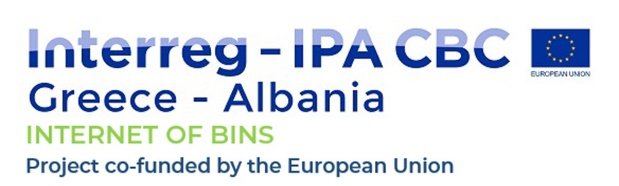 Interreg - IPA CBC
EUROPEAN UNION
Greece - Albania
INTERNET OF BINS
Project co-funded by the European Union